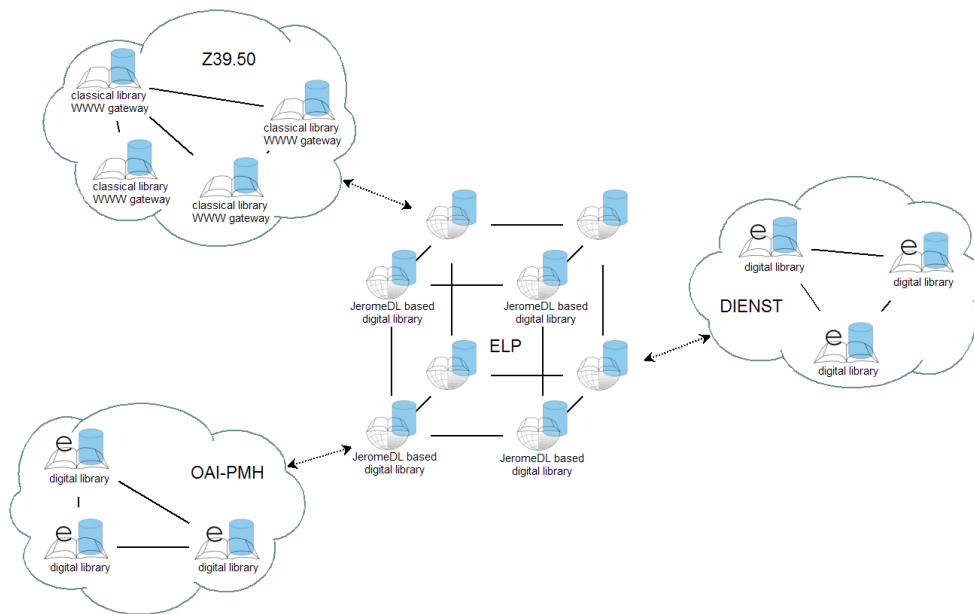 Z39.50
classical library
WWW gateway
classical library
WWW gateway
classical library
WWW gateway
classical library
WWW gateway
e
digital library
e
digital library
DIENST
e
digital library
JeromeDL based
digital library
JeromeDL based
digital library
ELP
JeromeDL based
digital library
JeromeDL based
digital library
e
digital library
OAI-PMH
e
digital library
e
digital library